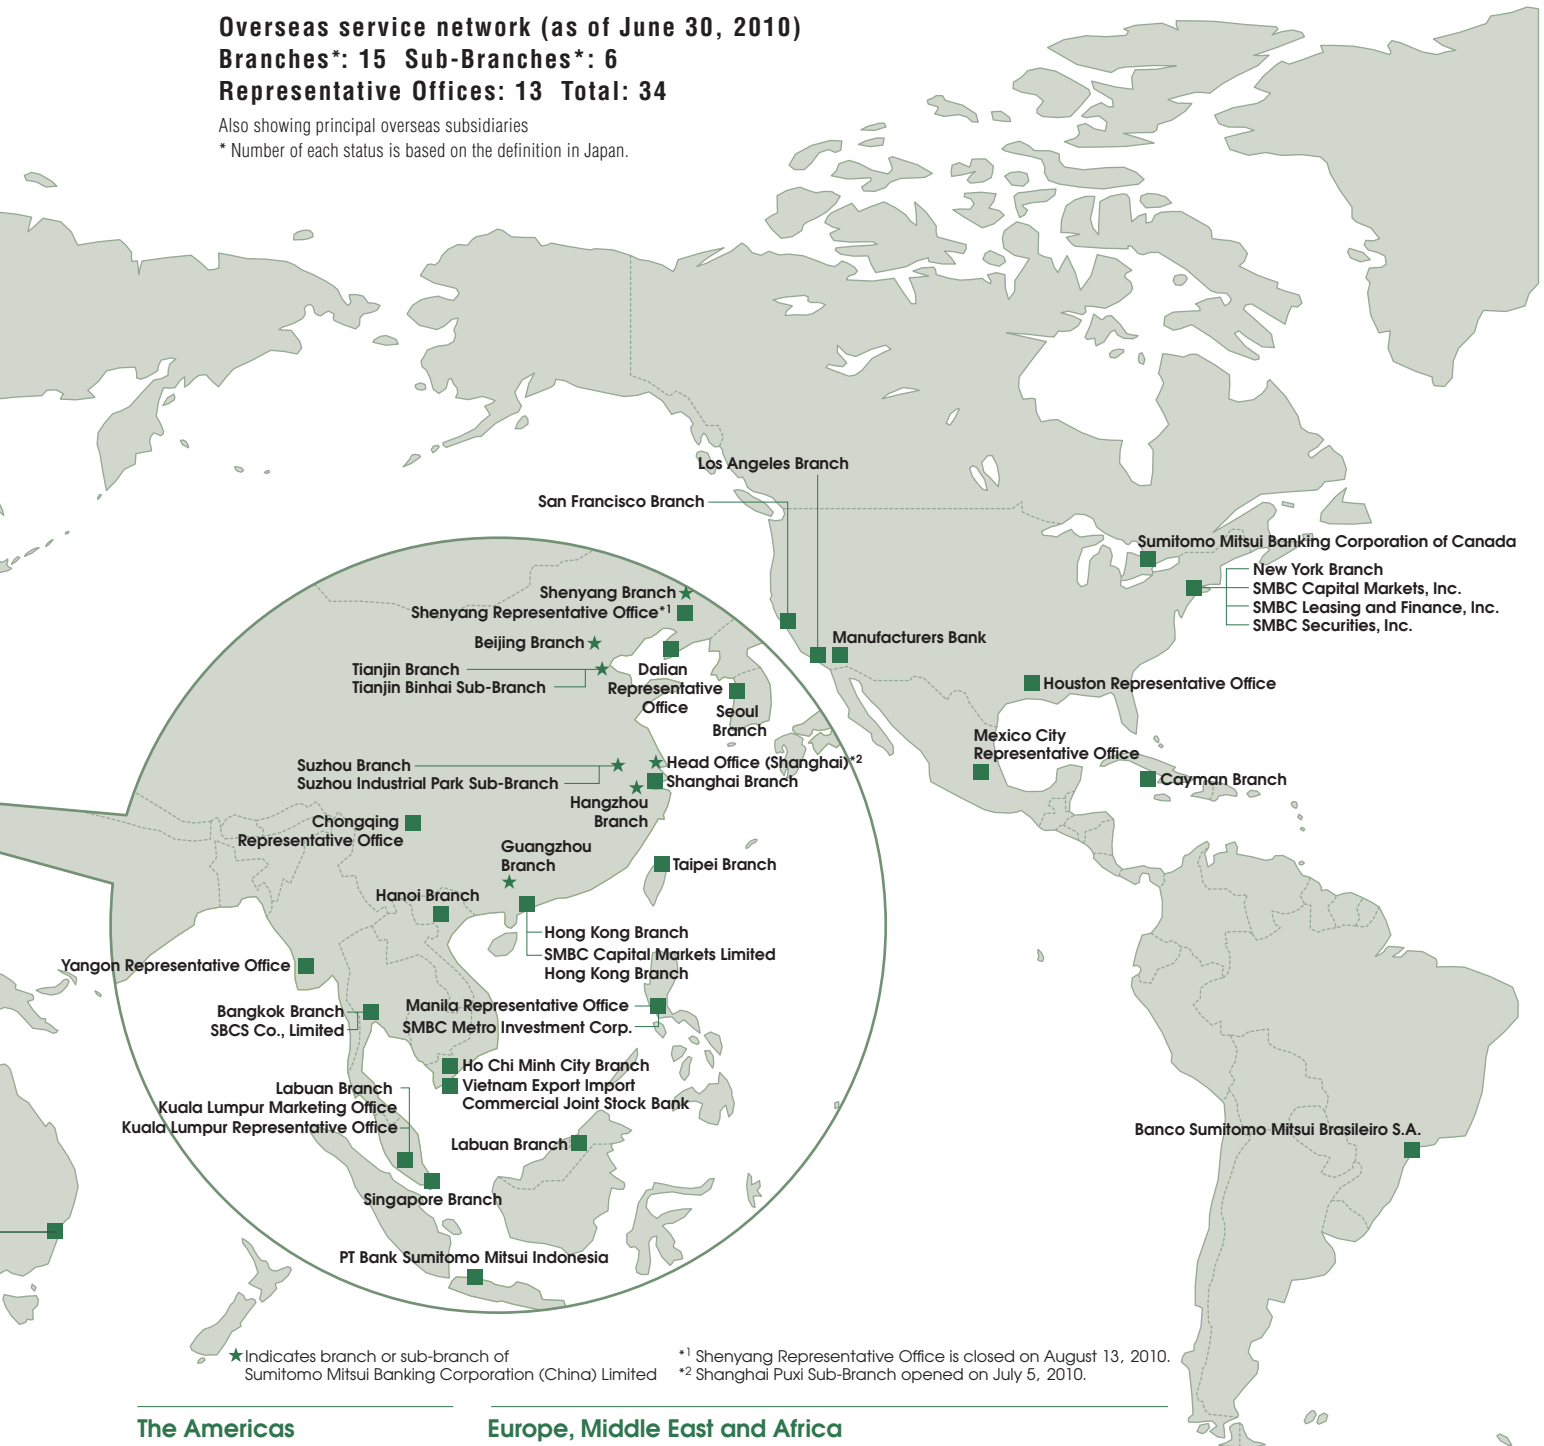 Overseas service network (as of June 30, 2010)
Branches*: 15 Sub-Branches*: 6
Representative Offices: 13 Total: 34
Also showing principal overseas subsidiaries
* Number of each status is based on the definition in Japan.
Los Angeles Branch
San Francisco Branch
Sumitomo Mitsui Banking Corporation of Canada
New York Branch
SMBC Capital Markets, Inc.
SMBC Leasing and Finance, Inc.
SMBC Securities, Inc.
Manufacturers Bank
Houston Representative Office
Mexico City
Representative Office
Cayman Branch
Banco Sumitomo Mitsui Brasileiro S.A.
Shenyang Branch★
Shenyang Representative Office*1
Beijing Branch★
Tianjin Branch
Tianjin Binhai Sub-Branch
Dalian
Representative
Office
Seoul
Branch
Suzhou Branch
Suzhou Industrial Park Sub-Branch
Head Office (Shanghai)*2
Shanghai Branch
Hangzhou
Branch
Chongqing
Representative Office
Guangzhou
Branch
Taipei Branch
Hanoi Branch
Hong Kong Branch
SMBC Capital Markets Limited
Hong Kong Branch
Yangon Representative Office
Bangkok Branch
SBCS Co., Limited
Manila Representative Office
SMBC Metro Investment Corp.
Ho Chi Minh City Branch
Vietnam Export Import
Commercial Joint Stock Bank
Labuan Branch
Kuala Lumpur Marketing Office
Kuala Lumpur Representative Office
Labuan Branch
Singapore Branch
PT Bank Sumitomo Mitsui Indonesia
★Indicates branch or sub-branch of
Sumitomo Mitsui Banking Corporation (China) Limited
*1 Shenyang Representative Office is closed on August 13, 2010.
*2 Shanghai Puxi Sub-Branch opened on July 5, 2010.
The Americas
Europe, Middle East and Africa